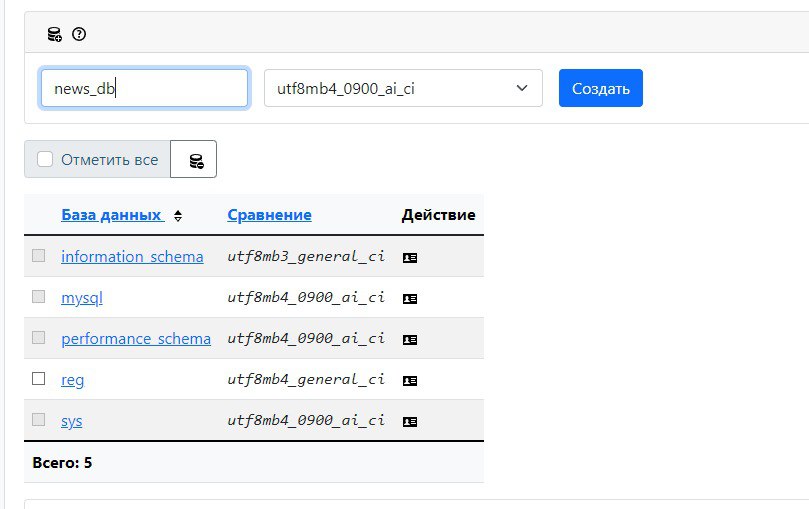 news_db utf8mb4_0900_ai_ci Создать
Отметить все
База данных Сравнение Действие
information_schema utf8mb3_general_ci
mysql utf8mb4_0900_ai_ci
performance_schema utf8mb4_0900_ai_ci
reg utf8mb4_general_ci
sys utf8mb4_0900_ai_ci
Всего: 5